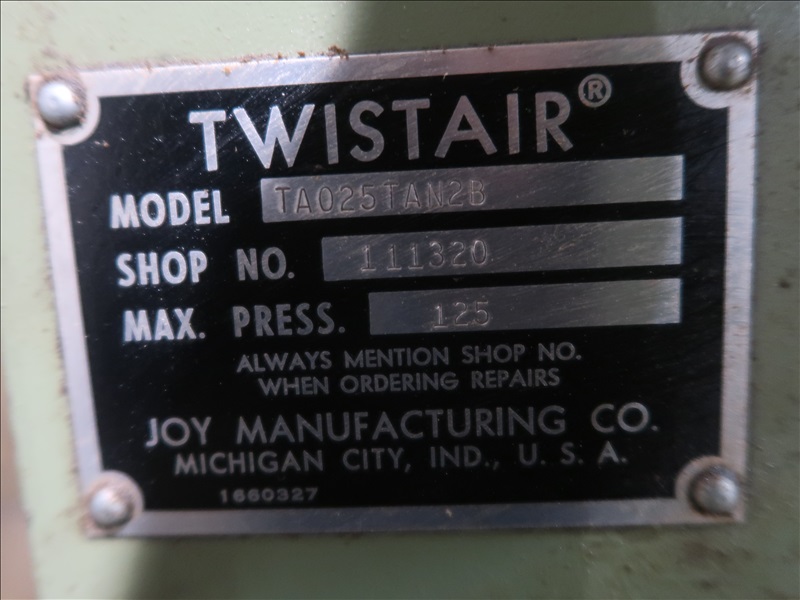 TWISTAIR®
MODEL TA025TAN2B
SHOP NO. 111320
MAX. PRESS. 125
ALWAYS MENTION SHOP NO.
WHEN ORDERING REPAIRS
JOY MANUFACTURING CO.
MICHIGAN CITY, IND., U. S. A.
1660327